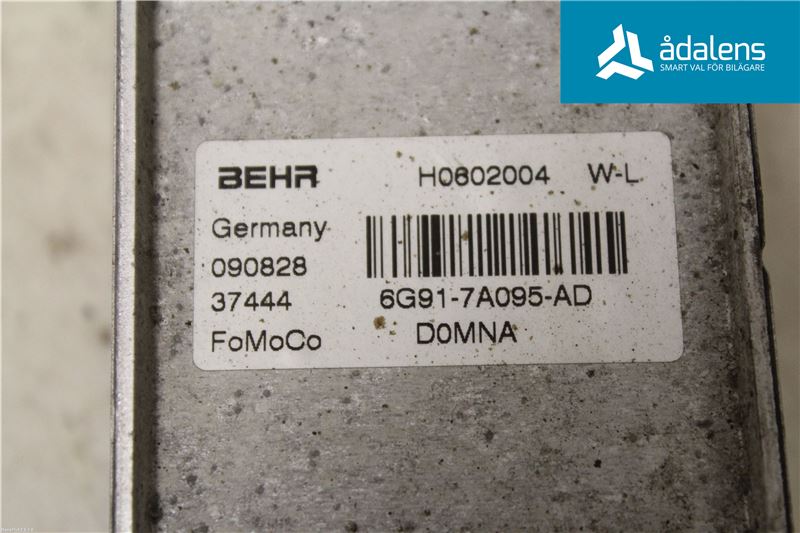 ådalens
SMART VAL FÖR BILÄGARE
BEHR H0602004 W-L
Germany
090828
37444 6G91-7A095-AD
FoMoCo D0MNA